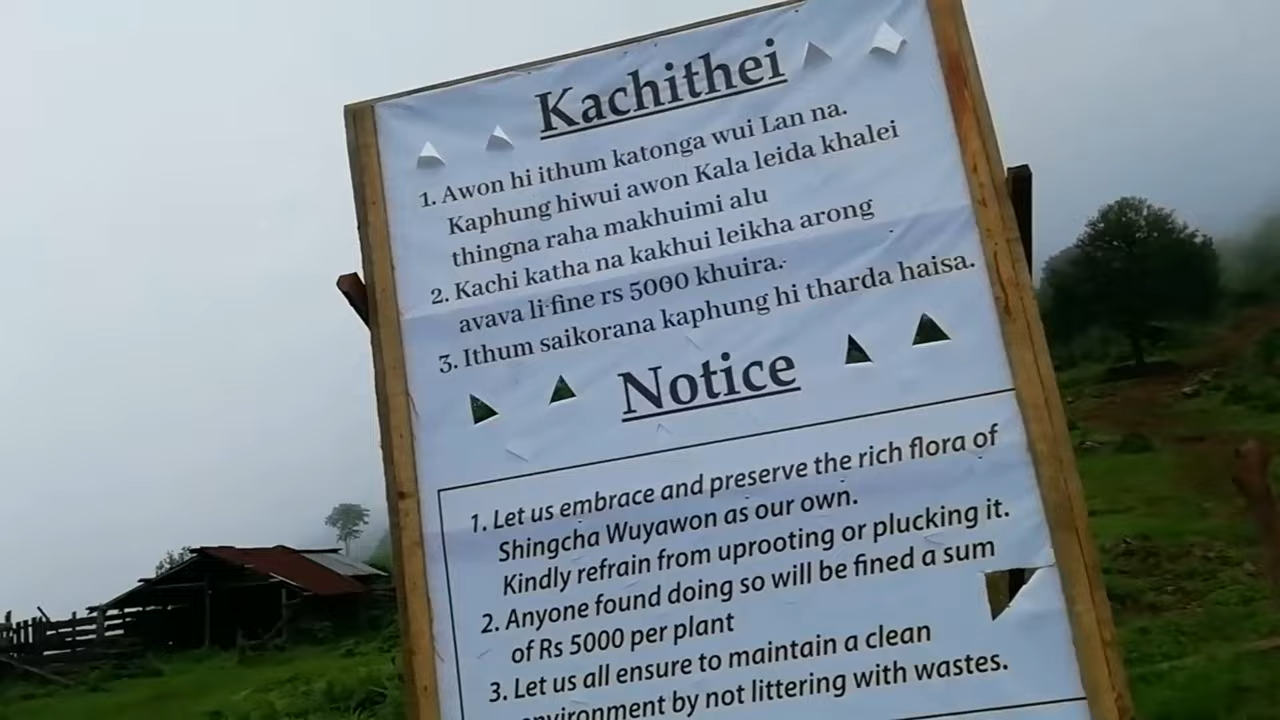 Kachithei
1. Awon hi ithum katonga wui Lan na.
Kaphung hiwui awon Kala leida khalei
thingna raha makhuimi alu
2. Kachi katha na kakhui leikha arong
avava li fine rs 5000 khuira.
3. Ithum saikorana kaphung hi tharda haisa.
Notice
1. Let us embrace and preserve the rich flora of
Shingcha Wuyawon as our own.
Kindly refrain from uprooting or plucking it.
2. Anyone found doing so will be fined a sum
of Rs 5000 per plant
3. Let us all ensure to maintain a clean
environment by not littering with wastes.